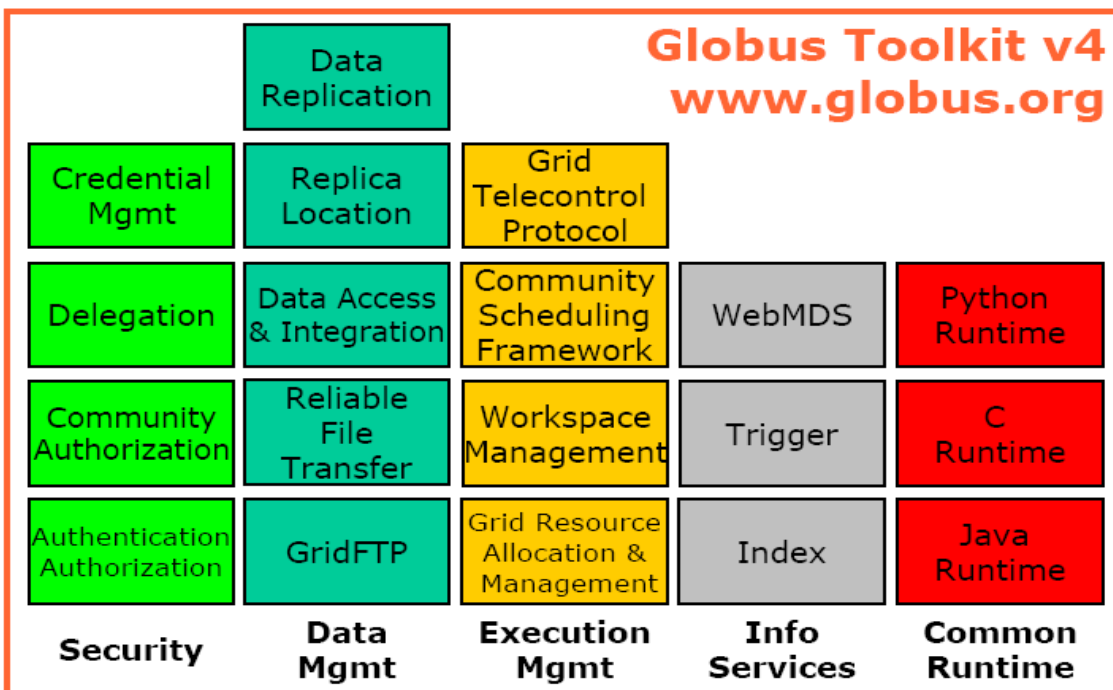 Globus Toolkit v4
www.globus.org
Data
Replication
Credential
Mgmt
Replica
Location
Grid
Telecontrol
Protocol
Delegation
Data Access
& Integration
Community
Scheduling
Framework
WebMDS
Python
Runtime
Community
Authorization
Reliable
File
Transfer
Workspace
Management
Trigger
C
Runtime
Authentication
Authorization
GridFTP
Grid Resource
Allocation &
Management
Index
Java
Runtime
Security
Data
Mgmt
Execution
Mgmt
Info
Services
Common
Runtime